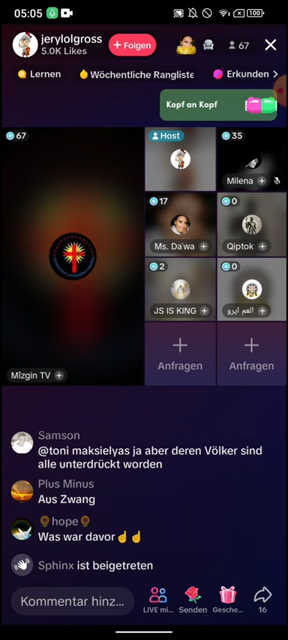 05:05
100
jerylolgross
5.0K Likes
+ Folgen
67
Lernen
Wöchentliche Rangliste
Erkunden
Kopf an Kopf
67
Host
35
Milena
17
Ms. Da'wa
0
Qiptok
2
JS IS KING
0
العم ايرو
Mîzgin TV
Anfragen
Anfragen
Samson
@toni maksielyas ja aber deren Völker sind
alle unterdrückt worden
Plus Minus
Aus Zwang
🌻hope🌻
Was war davor☝️☝️
Sphinx ist beigetreten
Kommentar hinz...
LIVE mi...
Senden
Gesche...
16